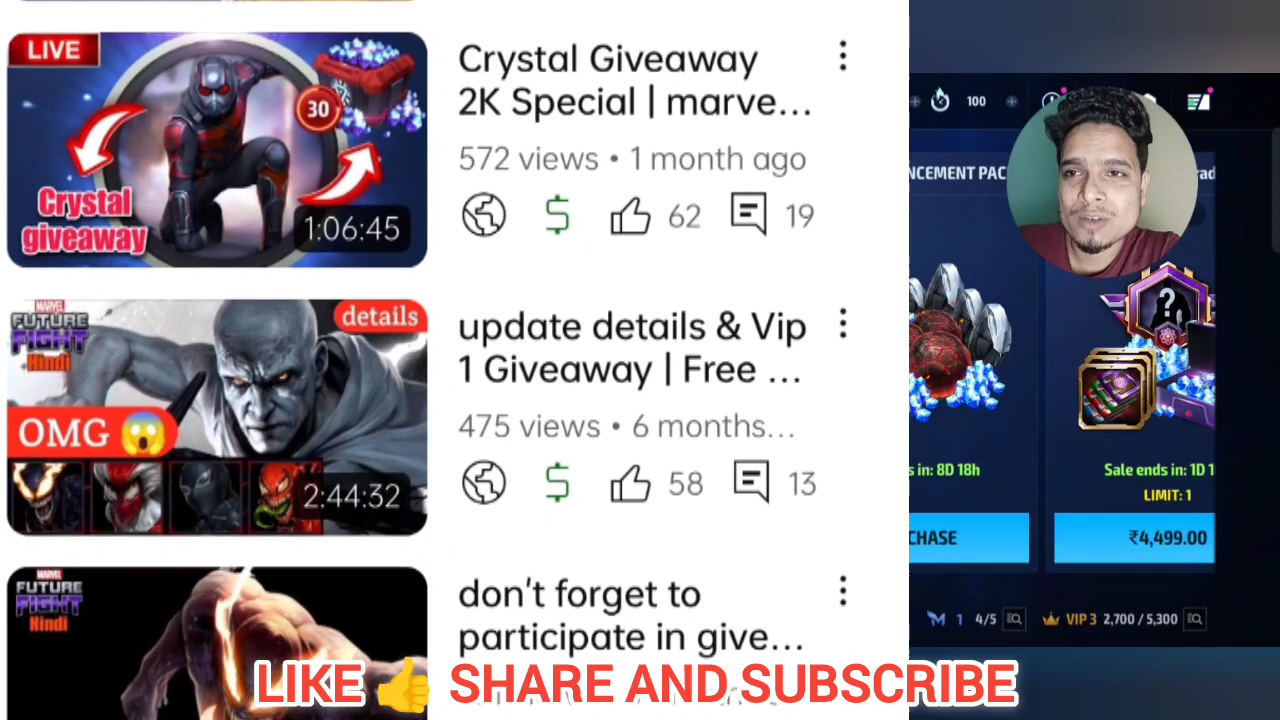 LIVE
30
Crystal
giveaway
1:06:45
Crystal Giveaway
2K Special | marve...
572 views • 1 month ago
62
19
MARVEL
FUTURE
FIGHT
Hindi
details
OMG
2:44:32
update details & Vip
1 Giveaway | Free ...
475 views • 6 months...
58
13
MARVEL
FUTURE
FIGHT
Hindi
don't forget to
participate in give...
LIKE 👍 SHARE AND SUBSCRIBE
100
NCEMENT PAC
rad
s in: 8D 18h
Sale ends in: 1D 1
LIMIT: 1
CHASE
₹4,499.00
1 4/5
VIP 3 2,700 / 5,300